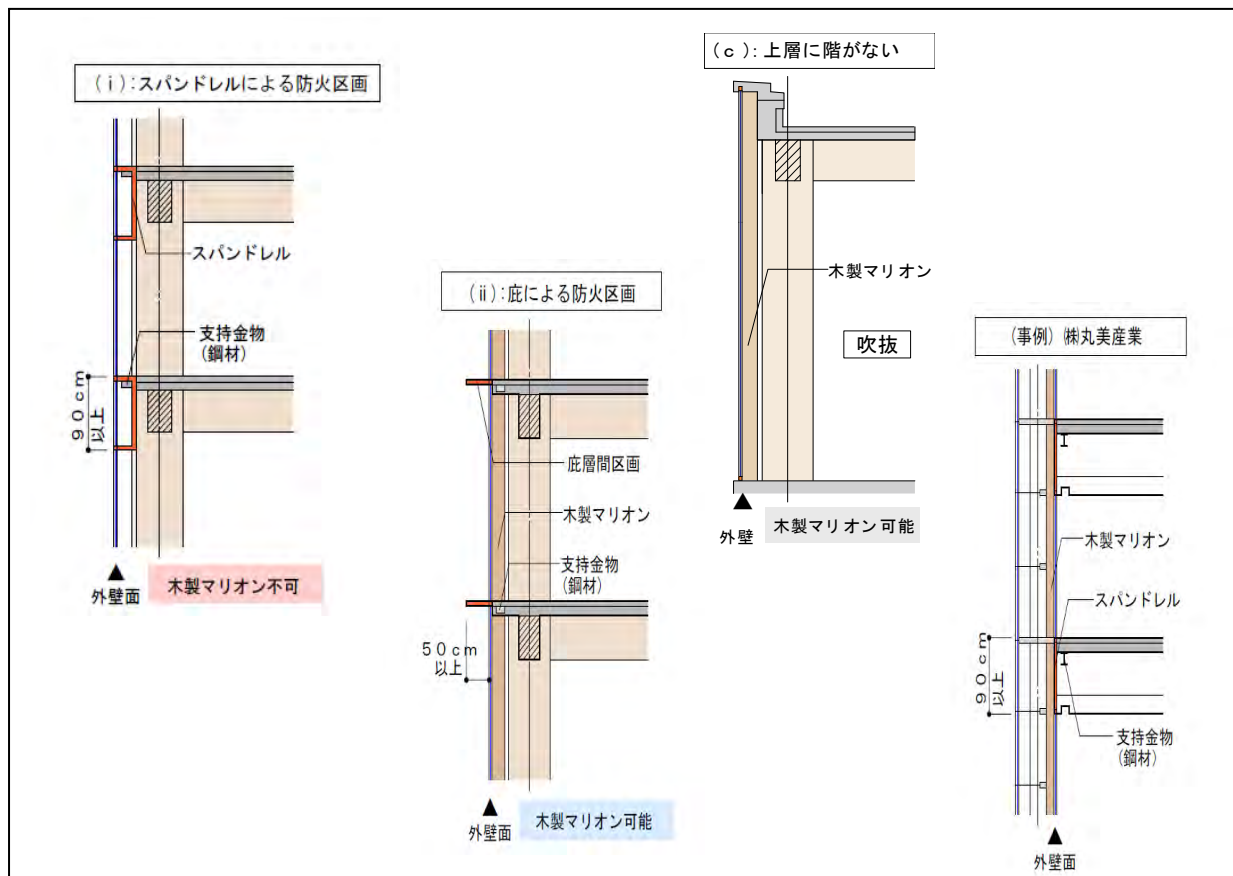 (ⅰ):スパンドレルによる防火区画
スパンドレル
支持金物
(鋼材)
90cm
以上
外壁面
木製マリオン不可
(ⅱ):庇による防火区画
庇層間区画
木製マリオン
支持金物
(鋼材)
50cm
以上
外壁面
木製マリオン可能
(c):上層に階がない
木製マリオン
吹抜
外壁
木製マリオン可能
(事例) ㈱丸美産業
木製マリオン
スパンドレル
90cm
以上
支持金物
(鋼材)
外壁面